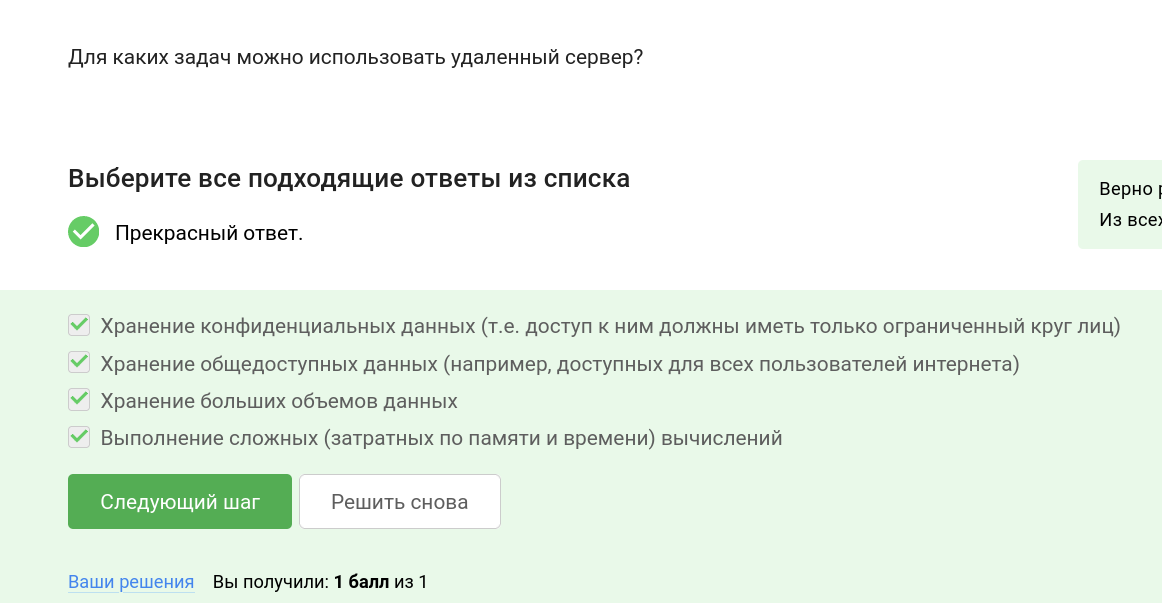 Для каких задач можно использовать удаленный сервер?
Выберите все подходящие ответы из списка
Прекрасный ответ.
Верно
Из всех
Хранение конфиденциальных данных (т.е. доступ к ним должны иметь только ограниченный круг лиц)
Хранение общедоступных данных (например, доступных для всех пользователей интернета)
Хранение больших объемов данных
Выполнение сложных (затратных по памяти и времени) вычислений
Следующий шаг
Решить снова
Ваши решения Вы получили: 1 балл из 1